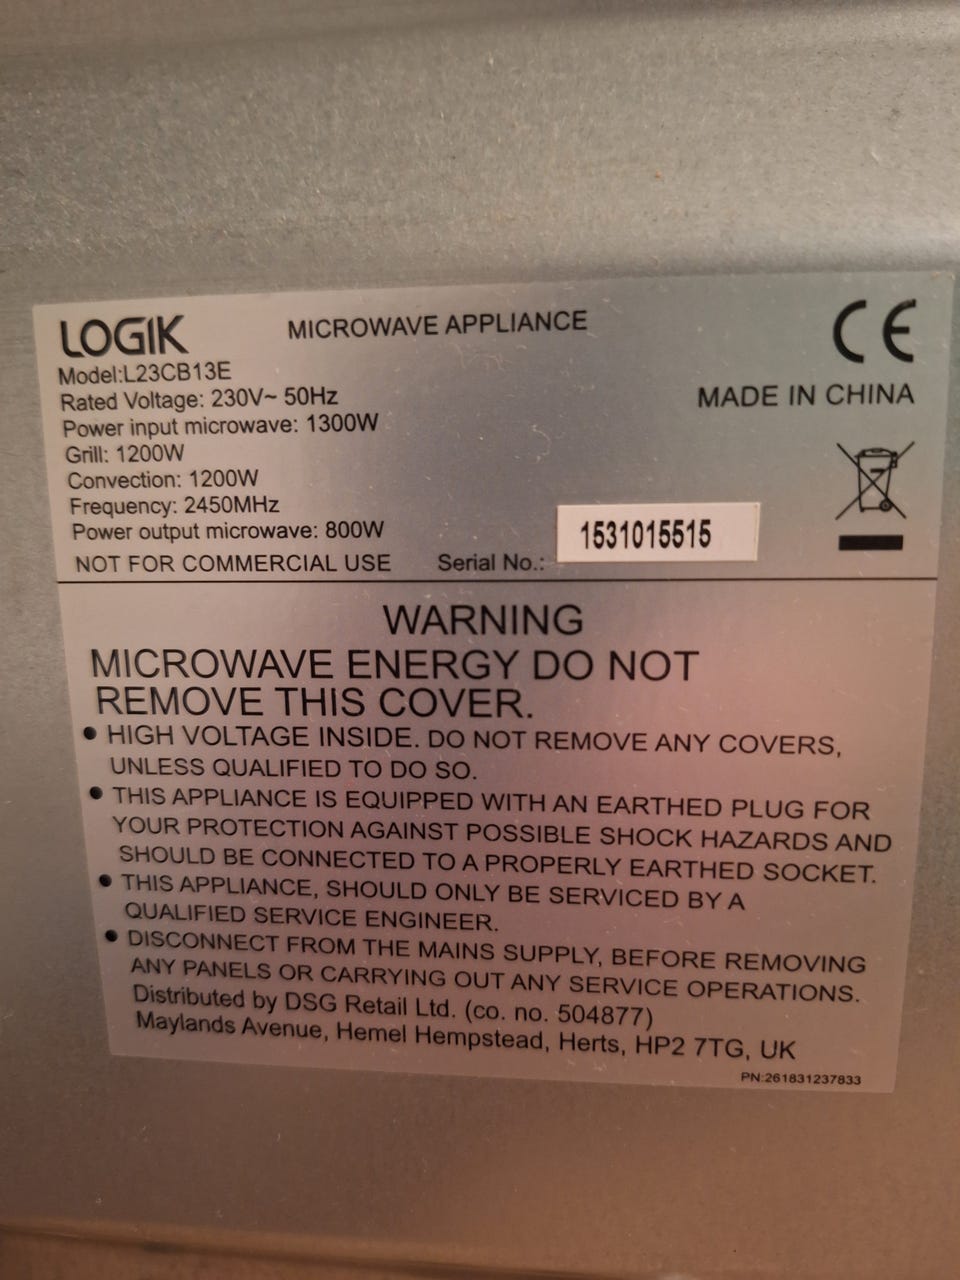 LOGIK
MICROWAVE APPLIANCE
CE
Model:L23CB13E
Rated Voltage: 230V~ 50Hz
MADE IN CHINA
Power input microwave: 1300W
Grill: 1200W
Convection: 1200W
Frequency: 2450MHz
Power output microwave: 800W
NOT FOR COMMERCIAL USE
Serial No.: 1531015515
WARNING
MICROWAVE ENERGY DO NOT
REMOVE THIS COVER.
• HIGH VOLTAGE INSIDE. DO NOT REMOVE ANY COVERS,
UNLESS QUALIFIED TO DO SO.
• THIS APPLIANCE IS EQUIPPED WITH AN EARTHED PLUG FOR
YOUR PROTECTION AGAINST POSSIBLE SHOCK HAZARDS AND
SHOULD BE CONNECTED TO A PROPERLY EARTHED SOCKET.
• THIS APPLIANCE, SHOULD ONLY BE SERVICED BY A
QUALIFIED SERVICE ENGINEER.
• DISCONNECT FROM THE MAINS SUPPLY, BEFORE REMOVING
ANY PANELS OR CARRYING OUT ANY SERVICE OPERATIONS.
Distributed by DSG Retail Ltd. (co. no. 504877)
Maylands Avenue, Hemel Hempstead, Herts, HP2 7TG, UK
PN:261831237833